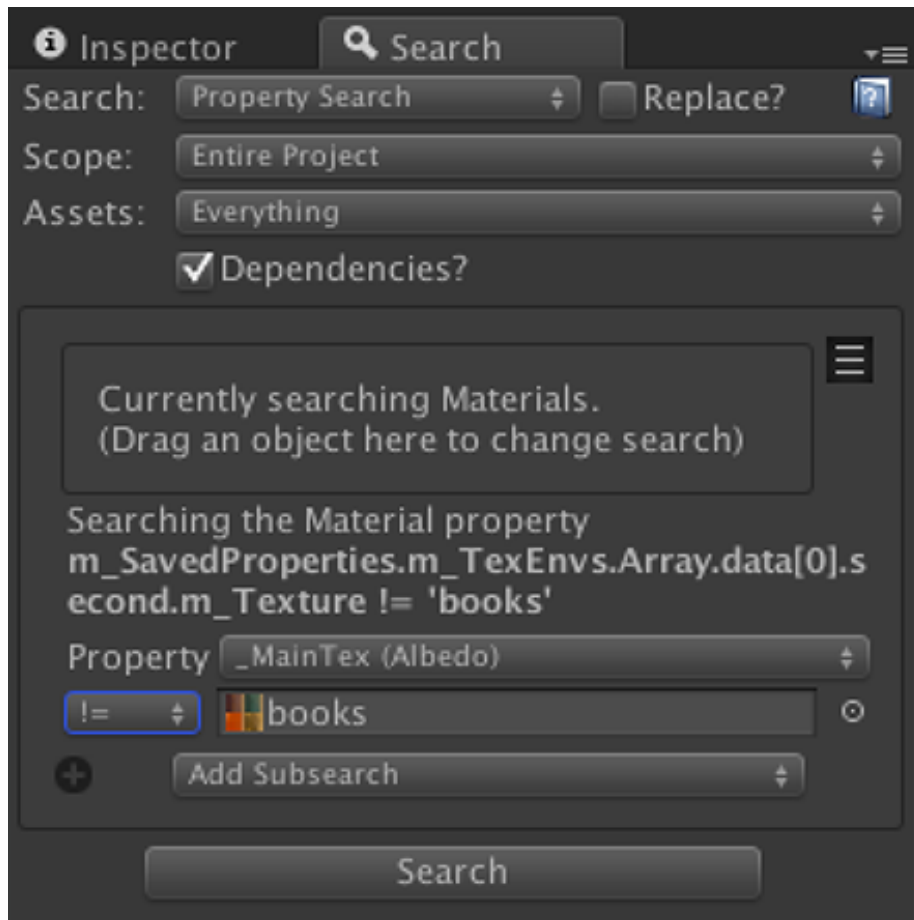 Inspector Search
Search: Property Search Replace?
Scope: Entire Project
Assets: Everything
Dependencies?
Currently searching Materials.
(Drag an object here to change search)
Searching the Material property
m_SavedProperties.m_TexEnvs.Array.data[0].s
econd.m_Texture != 'books'
Property _MainTex (Albedo)
!= books
Add Subsearch
Search